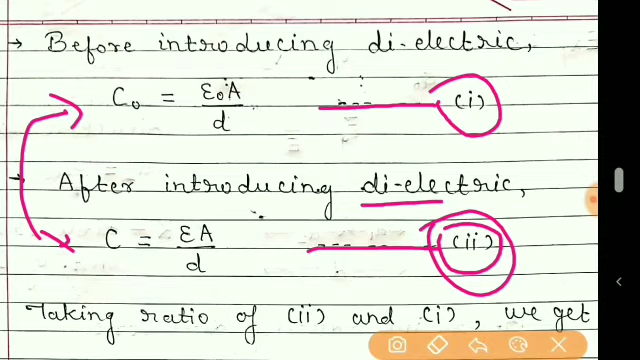 → Before introducing di-electric,
C₀ = ε₀A/d ------ (i)
→ After introducing di-electric,
C = εA/d ------ (ii)
Taking ratio of (ii) and (i), we get